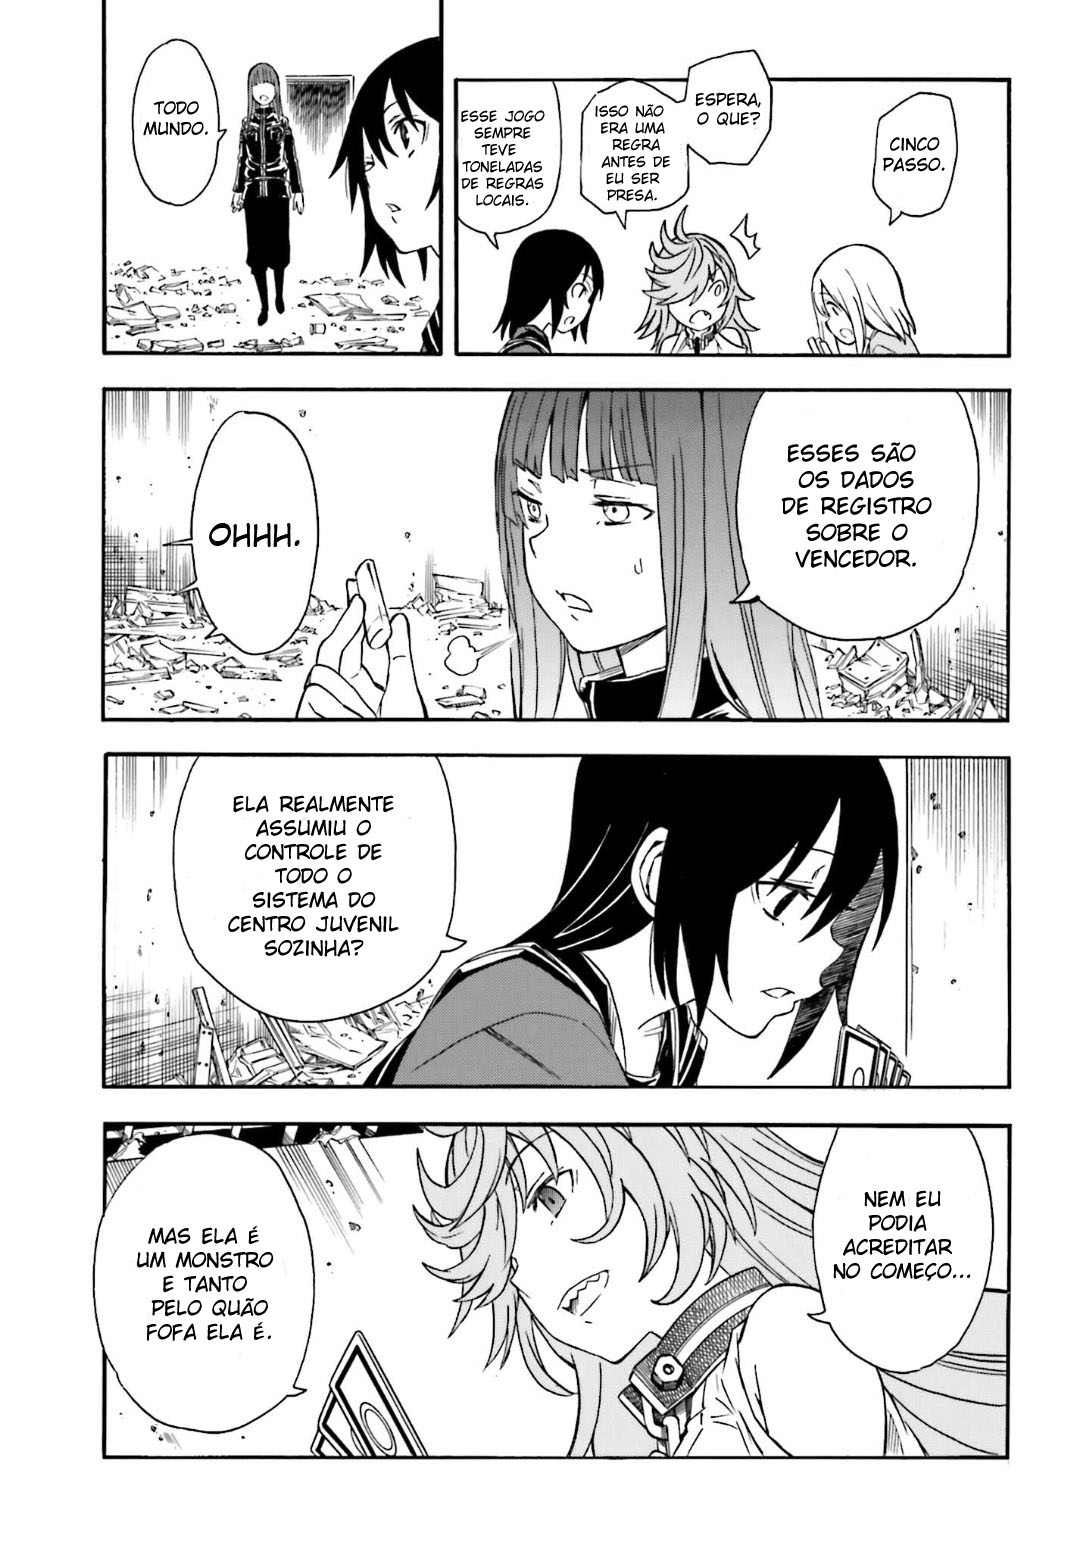 CINCO
PASSO.
ESPERA,
O QUE?
ISSO NÃO
ERA UMA
REGRA
ANTES DE
EU SER
PRESA.
ESSE JOGO
SEMPRE
TEVE
TONELADAS
DE REGRAS
LOCAIS.
TODO
MUNDO.
ESSES SÃO
OS DADOS
DE REGISTRO
SOBRE O
VENCEDOR.
OHHH.
ELA REALMENTE
ASSUMIU O
CONTROLE DE
TODO O
SISTEMA DO
CENTRO JUVENIL
SOZINHA?
NEM EU
PODIA
ACREDITAR
NO COMEÇO...
MAS ELA É
UM MONSTRO
E TANTO
PELO QUÃO
FOFA ELA É.